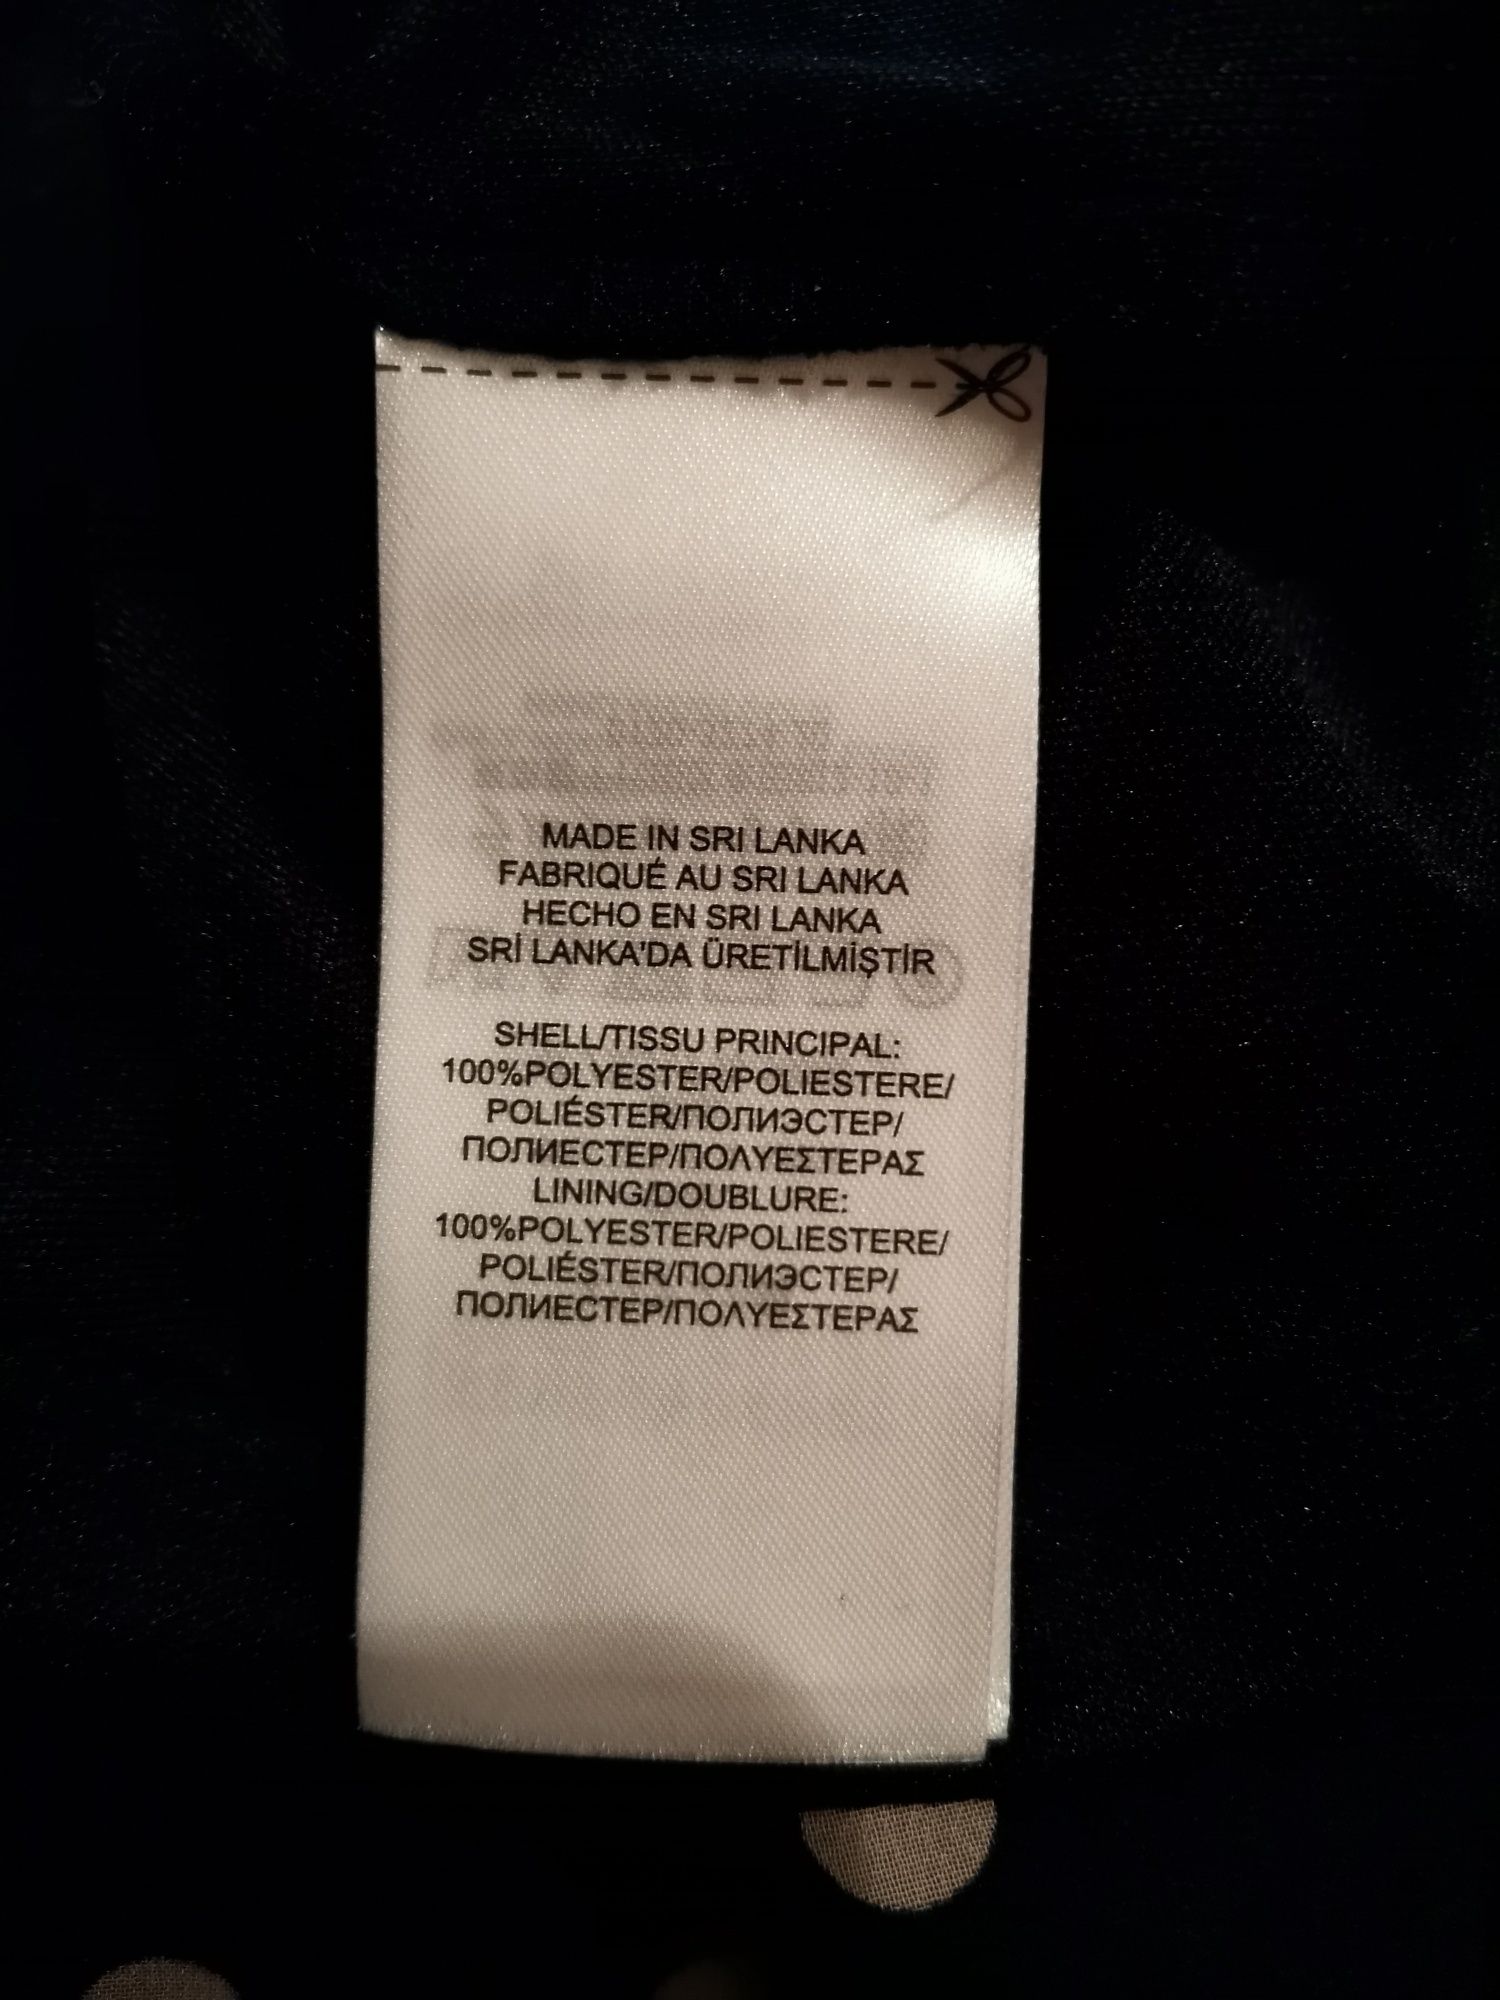 MADE IN SRI LANKA
FABRIQUÉ AU SRI LANKA
HECHO EN SRI LANKA
SRİ LANKA'DA ÜRETİLMİŞTİR
SHELL/TISSU PRINCIPAL:
100%POLYESTER/POLIESTERE/
POLIÉSTER/ПОЛИЭСТЕР/
ПОЛИЕСТЕР/ΠΟΛΥΕΣΤΕΡΑΣ
LINING/DOUBLURE:
100%POLYESTER/POLIESTERE/
POLIÉSTER/ПОЛИЭСТЕР/
ПОЛИЕСТЕР/ΠΟΛΥΕΣΤΕΡΑΣ